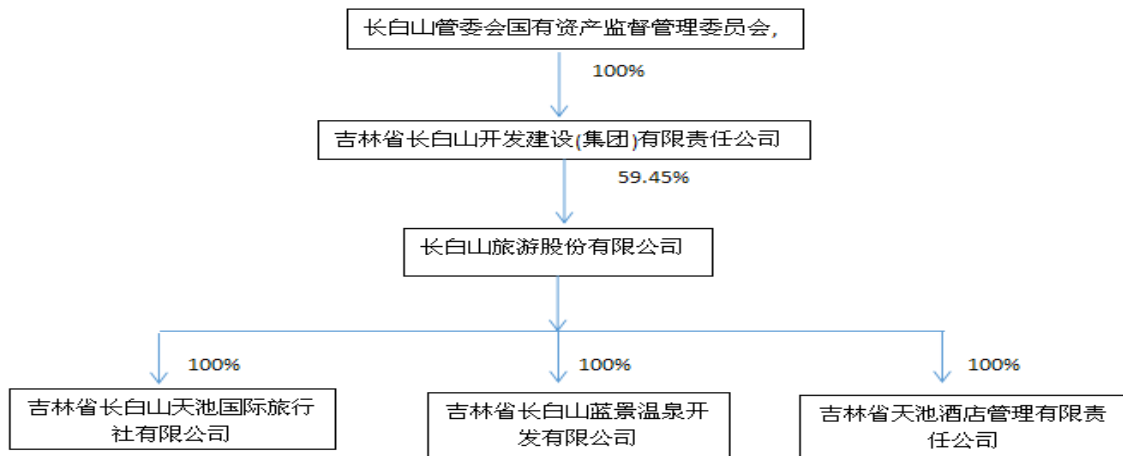 长白山管委会国有资产监督管理委员会,
100%
吉林省长白山开发建设(集团)有限责任公司
59.45%
长白山旅游股份有限公司
100%
100%
100%
吉林省长白山天池国际旅行
社有限公司
吉林省长白山蓝景温泉开
发有限公司
吉林省天池酒店管理有限责
任公司